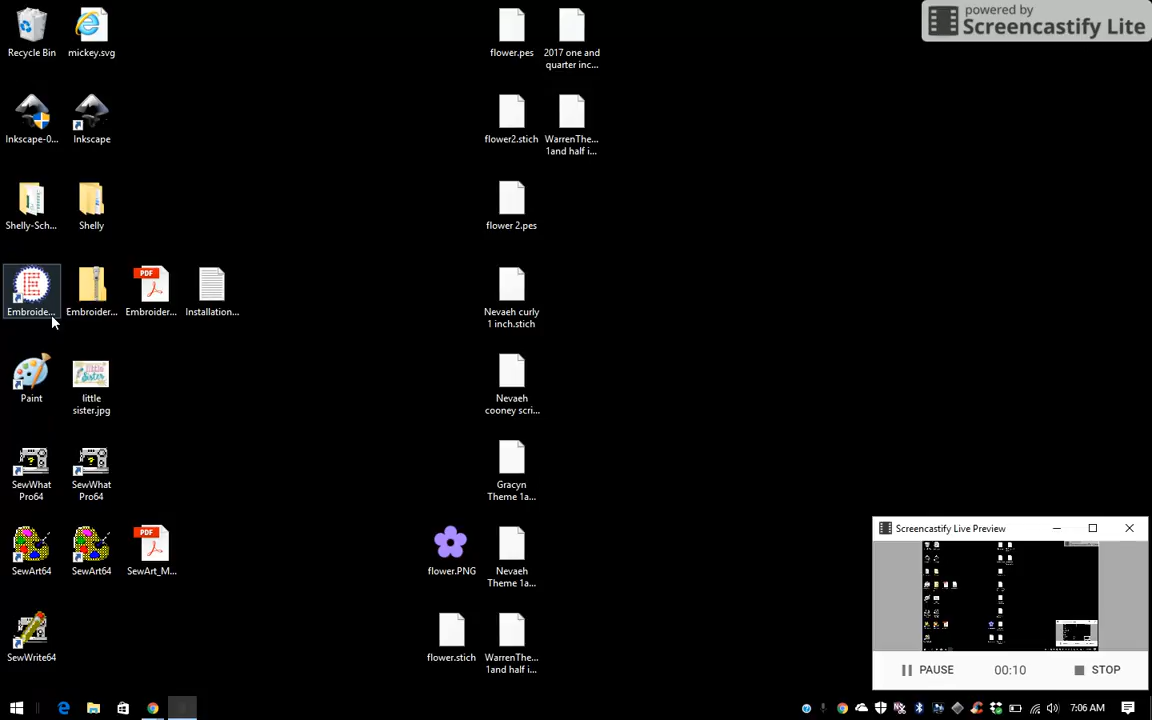 powered by
Screencastify Lite
Recycle Bin
mickey.svg
flower.pes
2017 one and
quarter inc...
Inkscape-0...
Inkscape
flower2.stich
WarrenThe...
1and half i...
Shelly-Sch...
Shelly
flower 2.pes
Embroide...
Embroider...
PDF
Embroider...
Installation...
Nevaeh curly
1 inch.stich
Paint
little
sister.jpg
little
sister
Nevaeh
cooney scri...
SewWhat
Pro64
SewWhat
Pro64
Gracyn
Theme 1a...
SewArt64
SewArt64
PDF
SewArt_M...
flower.PNG
Nevaeh
Theme 1a...
SewWrite64
flower.stich
WarrenThe...
1and half i...
Screencastify Live Preview
PAUSE
00:10
STOP
7:06 AM